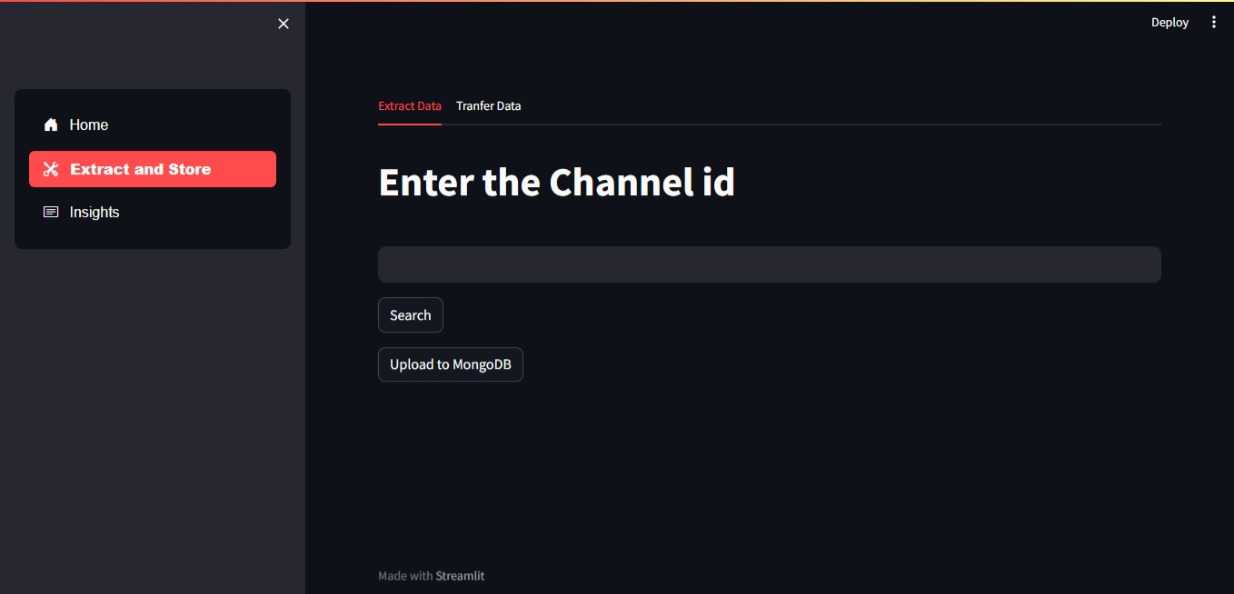 Deploy
Home
Extract and Store
Insights
Extract Data Tranfer Data
Enter the Channel id
Search
Upload to MongoDB
Made with Streamlit